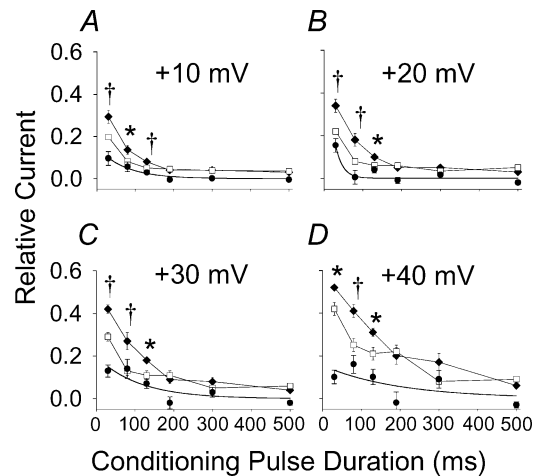 A
B
0.6
+10 mV
+20 mV
0.4
†
†
*
†
†
*
0.2
0.0
C
D
0.6
+30 mV
+40 mV
0.4
†
†
*
*
†
*
0.2
0.0
0 100 200 300 400 500
0 100 200 300 400 500
Relative Current
Conditioning Pulse Duration (ms)